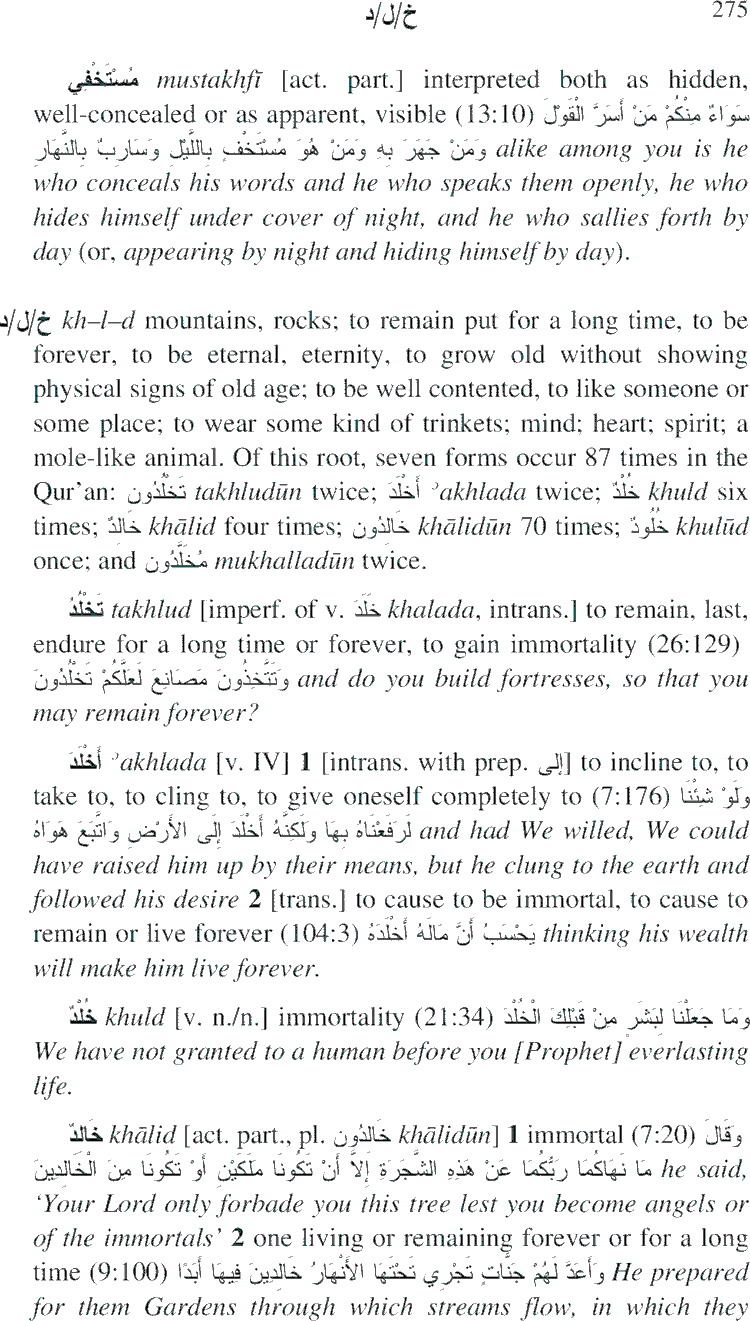 خ/ل/د 275
مُسْتَخْفِي mustakhfī [act. part.] interpreted both as hidden,
well-concealed or as apparent, visible (13:10) سَوَاءٌ مِنْكُمْ مَنْ أَسَرَّ الْقَوْلَ
وَمَنْ جَهَرَ بِهِ وَمَنْ هُوَ مُسْتَخْفٍ بِاللَّيْلِ وَسَارِبٌ بِالنَّهَارِ alike among you is he
who conceals his words and he who speaks them openly, he who
hides himself under cover of night, and he who sallies forth by
day (or, appearing by night and hiding himself by day).
خ/ل/د kh–l–d mountains, rocks; to remain put for a long time, to be
forever, to be eternal, eternity, to grow old without showing
physical signs of old age; to be well contented, to like someone or
some place; to wear some kind of trinkets; mind; heart; spirit; a
mole-like animal. Of this root, seven forms occur 87 times in the
Qur’an: تَخْلُدُون takhludūn twice; أَخْلَدَ ʾakhlada twice; خُلْدٌ khuld six
times; خَالِدٌ khālid four times; خَالِدُون khālidūn 70 times; خُلُودٌ khulūd
once; and مُخَلَّدُون mukhalladūn twice.
تَخْلُدُ takhlud [imperf. of v. خَلَدَ khalada, intrans.] to remain, last,
endure for a long time or forever, to gain immortality (26:129)
وَتَتَّخِذُونَ مَصَانِعَ لَعَلَّكُمْ تَخْلُدُونَ and do you build fortresses, so that you
may remain forever?
أَخْلَدَ ʾakhlada [v. IV] 1 [intrans. with prep. إلى] to incline to, to
take to, to cling to, to give oneself completely to (7:176) وَلَوْ شِئْنَا
لَرَفَعْنَاهُ بِهَا وَلَكِنَّهُ أَخْلَدَ إِلَى الأَرْضِ وَاتَّبَعَ هَوَاهُ and had We willed, We could
have raised him up by their means, but he clung to the earth and
followed his desire 2 [trans.] to cause to be immortal, to cause to
remain or live forever (104:3) يَحْسَبُ أَنَّ مَالَهُ أَخْلَدَهُ thinking his wealth
will make him live forever.
خُلْدٌ khuld [v. n./n.] immortality (21:34) وَمَا جَعَلْنَا لِبَشَرٍ مِنْ قَبْلِكَ الْخُلْدَ
We have not granted to a human before you [Prophet] everlasting
life.
خَالِدٌ khālid [act. part., pl. خَالِدُون khālidūn] 1 immortal (7:20) وَقَالَ
مَا نَهَاكُمَا رَبُّكُمَا عَنْ هَذِهِ الشَّجَرَةِ إِلاَّ أَنْ تَكُونَا مَلَكَيْنِ أَوْ تَكُونَا مِنَ الْخَالِدِينَ he said,
‘Your Lord only forbade you this tree lest you become angels or
of the immortals’ 2 one living or remaining forever or for a long
time (9:100) وَأَعَدَّ لَهُمْ جَنَّاتٍ تَجْرِي تَحْتَهَا الأَنْهَارُ خَالِدِينَ فِيهَا أَبَدًا He prepared
for them Gardens through which streams flow, in which they